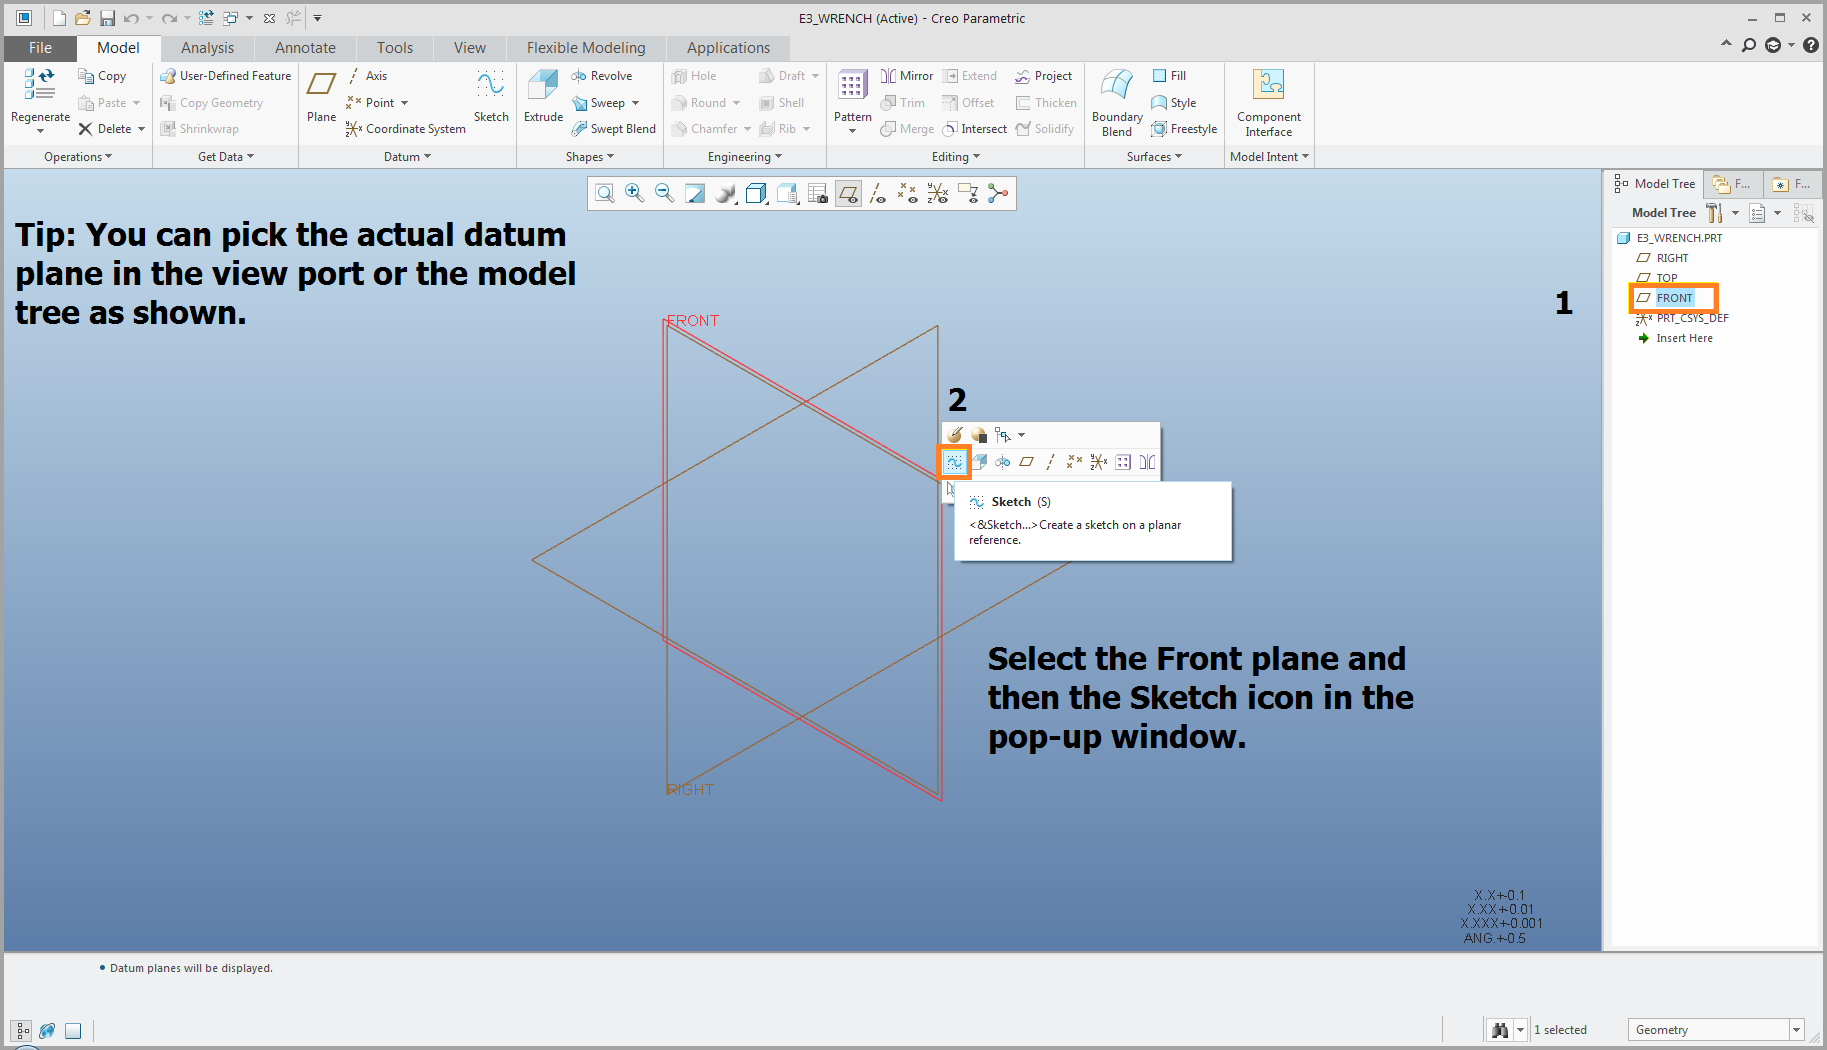 E3_WRENCH (Active) - Creo Parametric
File Model Analysis Annotate Tools View Flexible Modeling Applications
Regenerate
Copy
Paste
Delete
Operations
User-Defined Feature
Copy Geometry
Shrinkwrap
Get Data
Plane
Axis
Point
Coordinate System
Sketch
Datum
Extrude
Revolve
Sweep
Swept Blend
Shapes
Hole
Round
Chamfer
Draft
Shell
Rib
Engineering
Pattern
Mirror
Trim
Merge
Extend
Offset
Intersect
Project
Thicken
Solidify
Editing
Boundary
Blend
Fill
Style
Freestyle
Surfaces
Component
Interface
Model Intent
Tip: You can pick the actual datum
plane in the view port or the model
tree as shown.
FRONT
2
Sketch (S)
<&Sketch...>Create a sketch on a planar
reference.
Select the Front plane and
then the Sketch icon in the
pop-up window.
RIGHT
1
X.X+-0.1
X.XX+-0.01
X.XXX+-0.001
ANG.+-0.5
Model Tree F... F...
Model Tree
E3_WRENCH.PRT
RIGHT
TOP
FRONT
PRT_CSYS_DEF
Insert Here
Datum planes will be displayed.
1 selected
Geometry